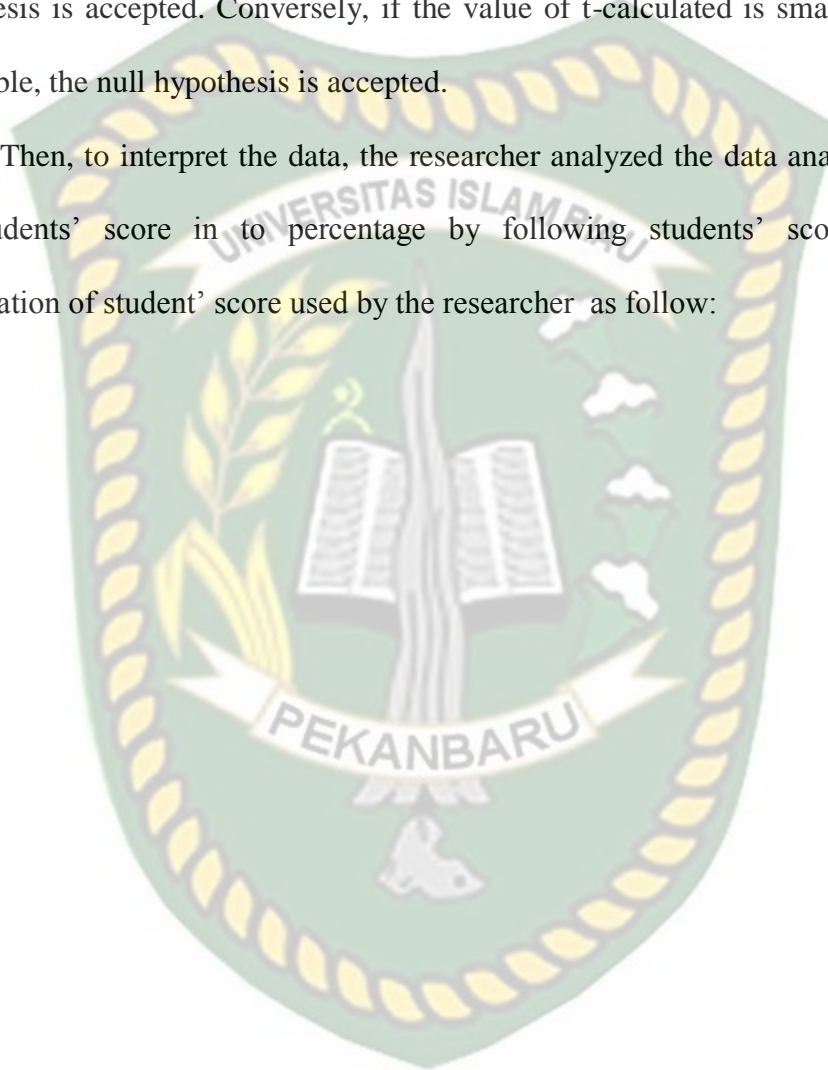 esis is accepted. Conversely, if the value of t-calculated is sma
ble, the null hypothesis is accepted.
Then, to interpret the data, the researcher analyzed the data ana
udents’ score in to percentage by following students’ sco
ation of student’ score used by the researcher as follow:
UNIVERSITAS ISLAM RIAU
PEKANBARU